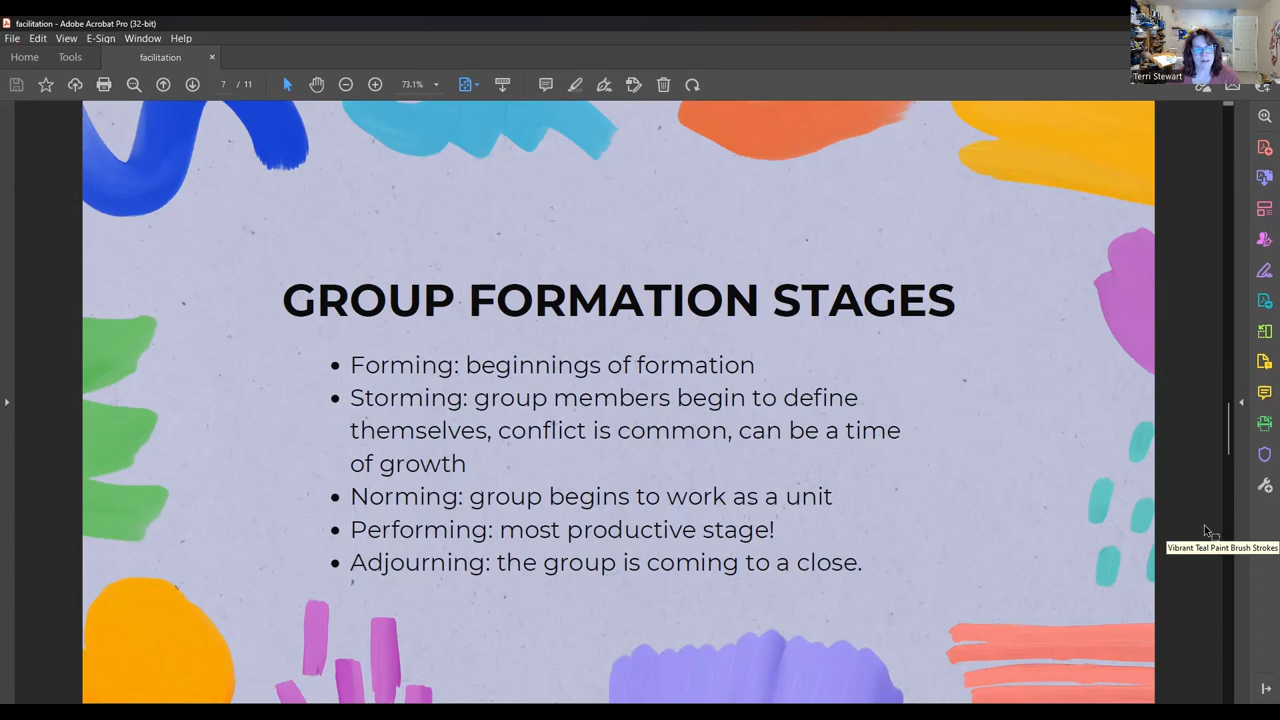 facilitation - Adobe Acrobat Pro (32-bit)
File Edit View E-Sign Window Help
Home Tools facilitation ×
7 / 11 73.1%
Terri Stewart
GROUP FORMATION STAGES
• Forming: beginnings of formation
• Storming: group members begin to define
themselves, conflict is common, can be a time
of growth
• Norming: group begins to work as a unit
• Performing: most productive stage!
• Adjourning: the group is coming to a close.
Vibrant Teal Paint Brush Strokes